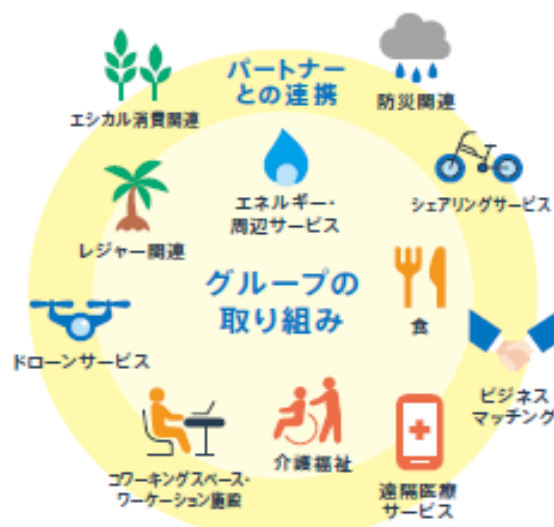 パートナー
との連携
エシカル消費関連
防災関連
エネルギー・
周辺サービス
シェアリングサービス
レジャー関連
グループの
取り組み
食
ドローンサービス
ビジネス
マッチング
コワーキングスペース・
ワーケーション施設
介護福祉
遠隔医療
サービス